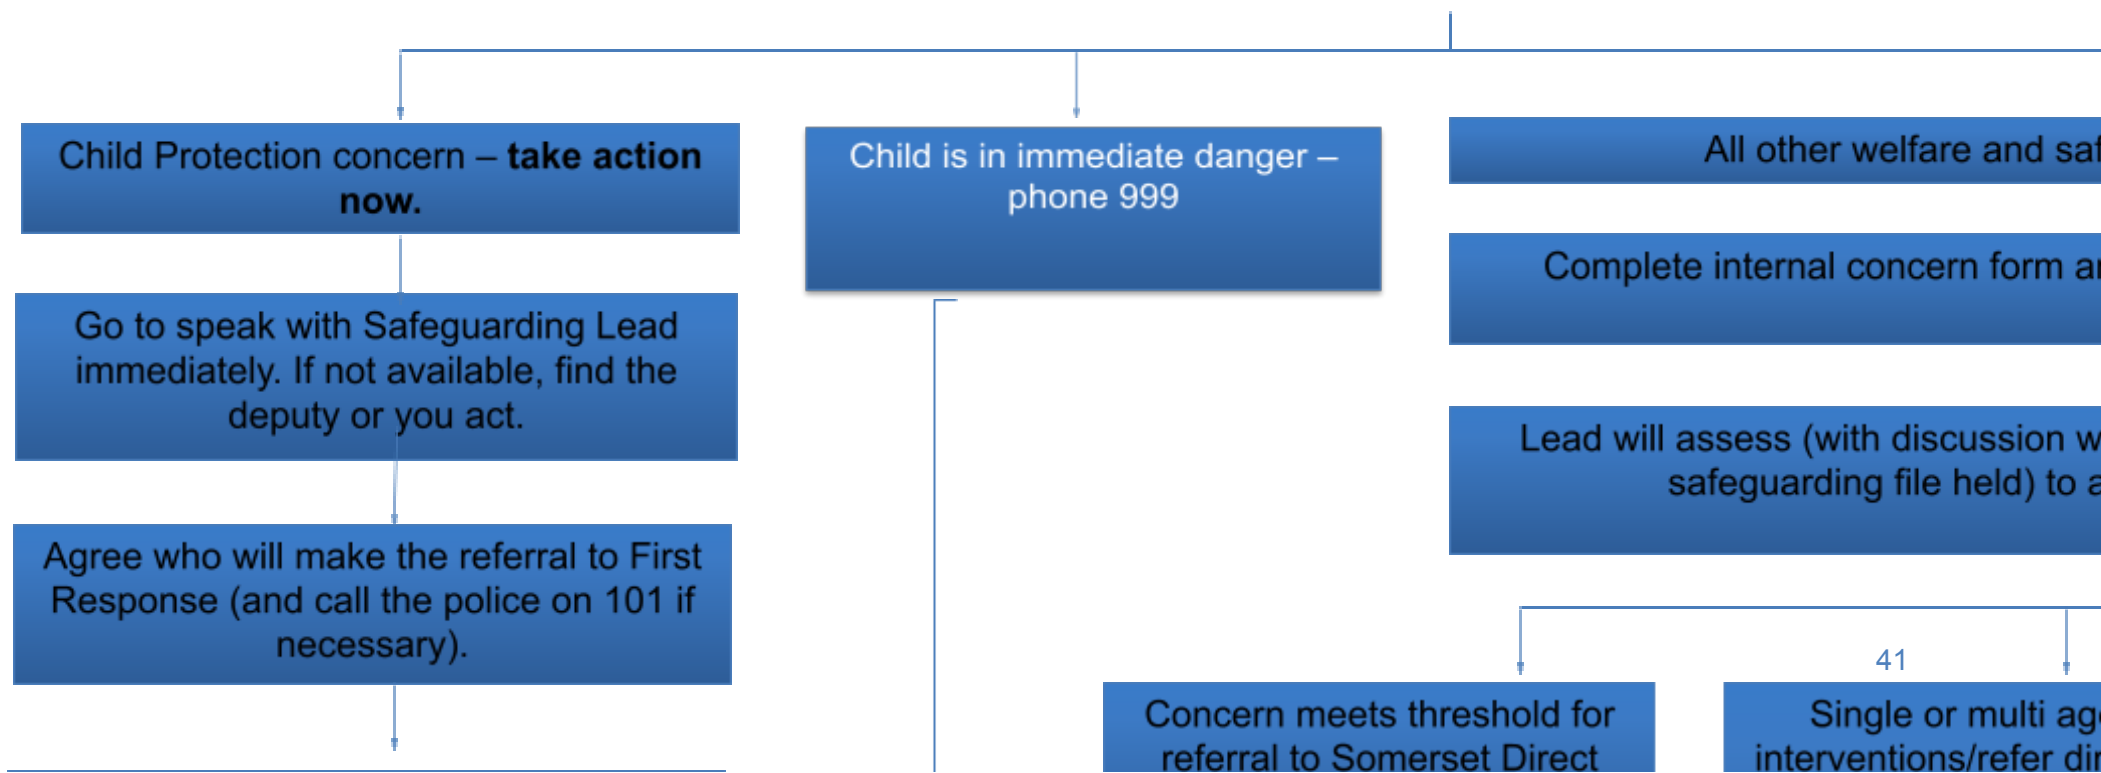 Child Protection concern – take action
now.
Go to speak with Safeguarding Lead
immediately. If not available, find the
deputy or you act.
Agree who will make the referral to First
Response (and call the police on 101 if
necessary).
Child is in immediate danger –
phone 999
All other welfare and
Complete internal concern form
Lead will assess (with discussion
safeguarding file held) to
41
Concern meets threshold for
referral to Somerset Direct
Single or multi
interventions/refer